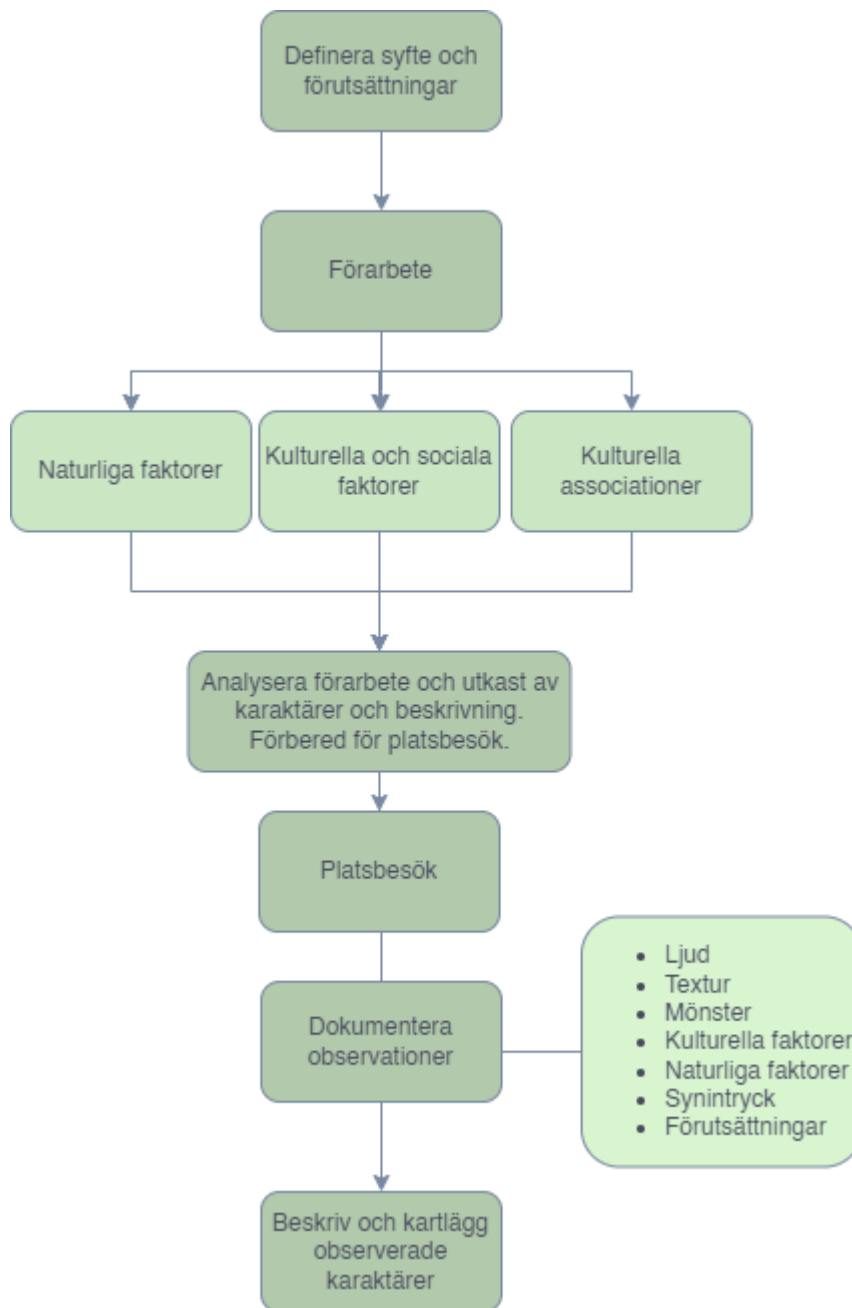 Definera syfte och
förutsättningar
Förarbete
Naturliga faktorer
Kulturella och sociala
faktorer
Kulturella
associationer
Analysera förarbete och utkast av
karaktärer och beskrivning.
Förbered för platsbesök.
Platsbesök
Dokumentera
observationer
• Ljud
• Textur
• Mönster
• Kulturella faktorer
• Naturliga faktorer
• Synintryck
• Förutsättningar
Beskriv och kartlägg
observerade
karaktärer